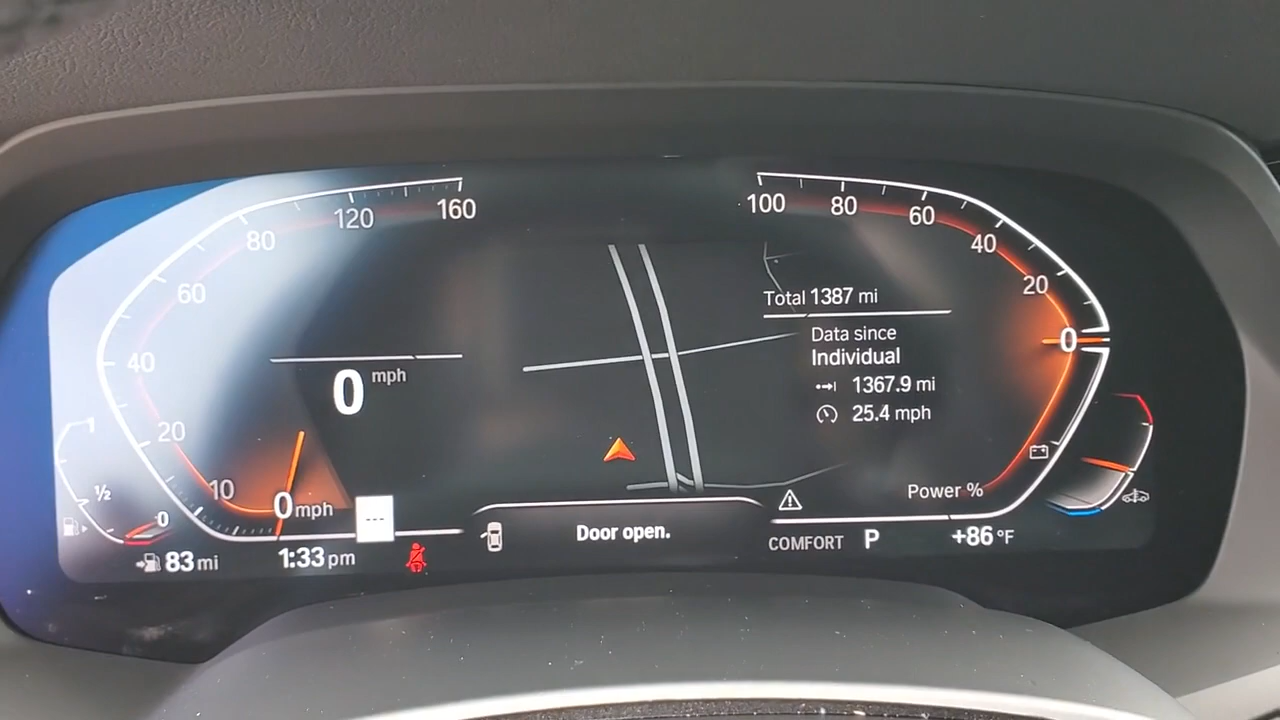 160
120
80
60
40
20
10
0 mph
0 mph
1/2
0
83 mi
1:33 pm
---
Door open.
100
80
60
40
20
0
Power %
Total 1387 mi
Data since
Individual
1367.9 mi
25.4 mph
COMFORT P
+86 °F